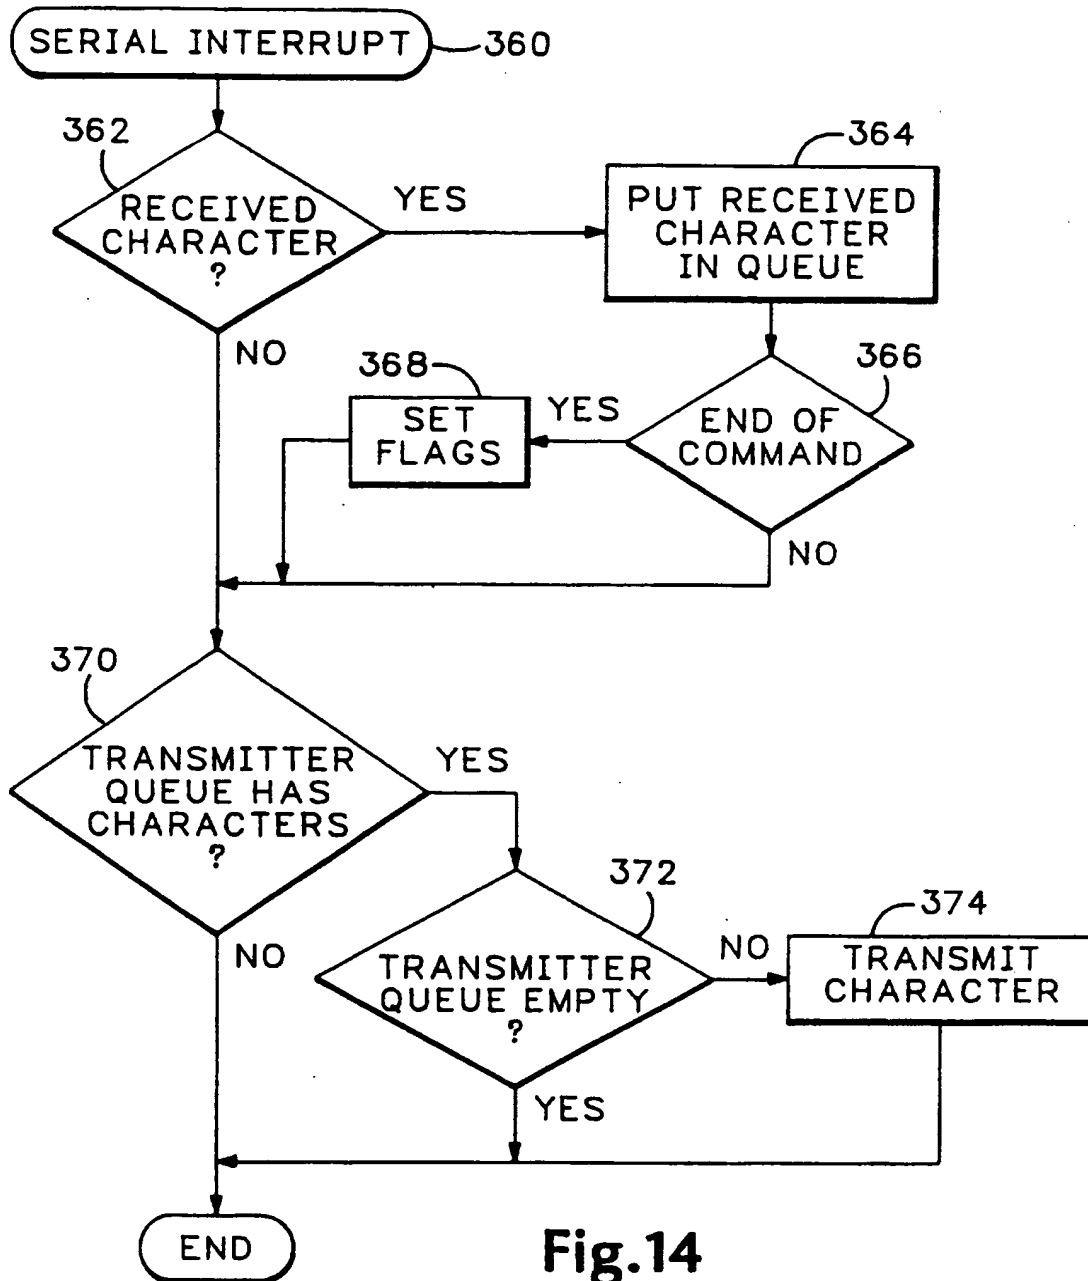 SERIAL INTERRUPT
360
362
RECEIVED
CHARACTER
?
YES
NO
364
PUT RECEIVED
CHARACTER
IN QUEUE
366
END OF
COMMAND
YES
NO
368
SET
FLAGS
370
TRANSMITTER
QUEUE HAS
CHARACTERS
?
YES
NO
372
TRANSMITTER
QUEUE EMPTY
?
NO
YES
374
TRANSMIT
CHARACTER
END
Fig.14